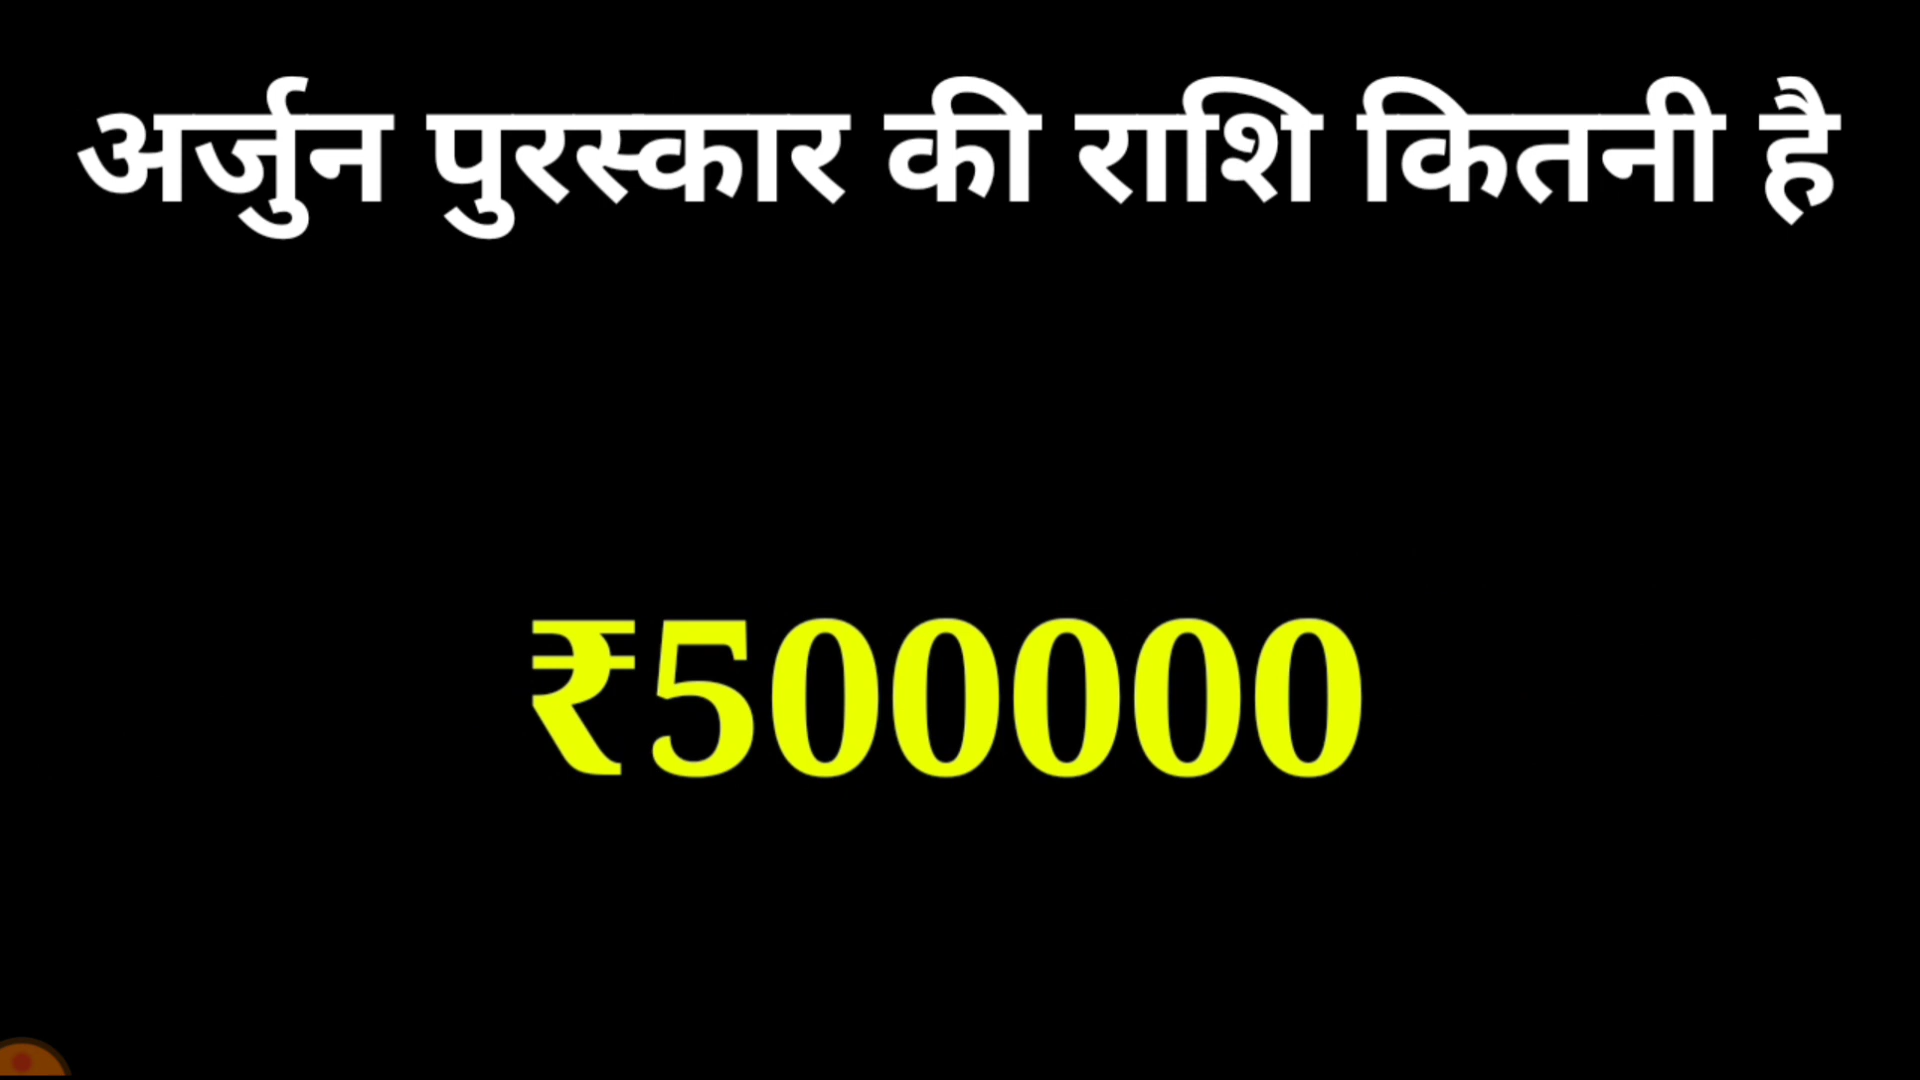 अर्जुन पुरस्कार की राशि कितनी है
₹500000